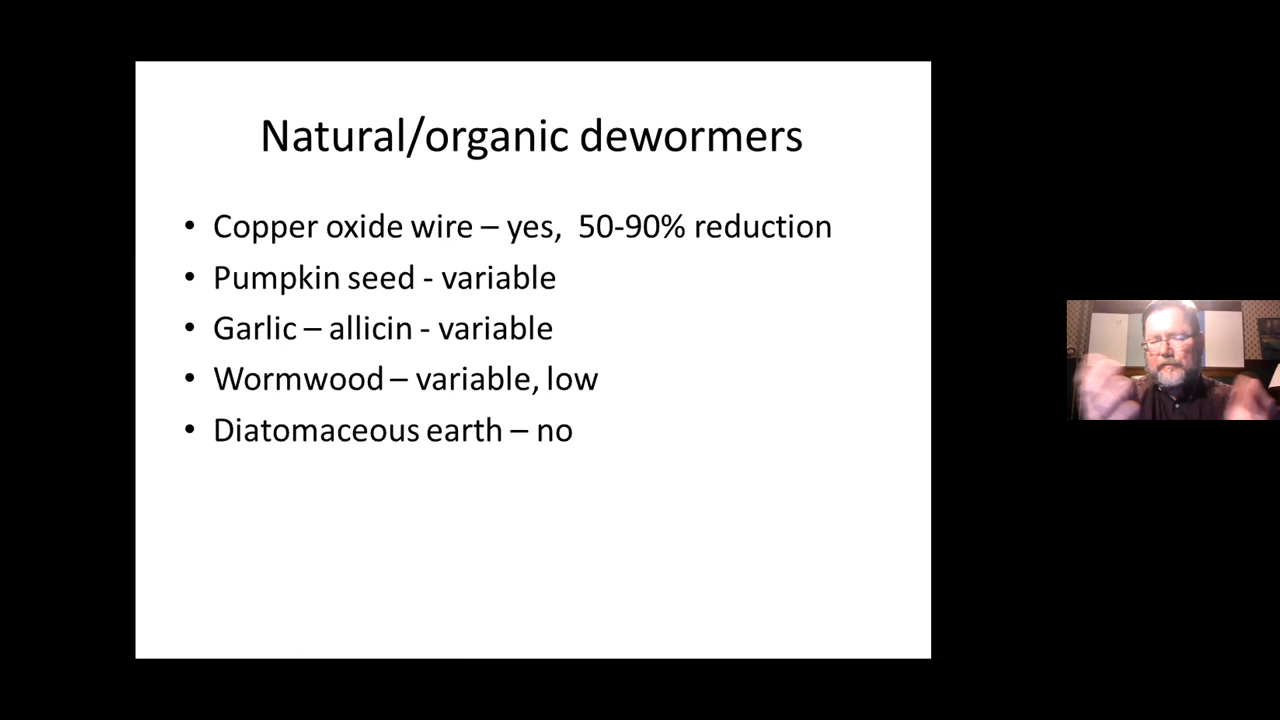 Natural/organic dewormers
• Copper oxide wire – yes,  50-90% reduction
• Pumpkin seed - variable
• Garlic – allicin - variable
• Wormwood – variable, low
• Diatomaceous earth – no